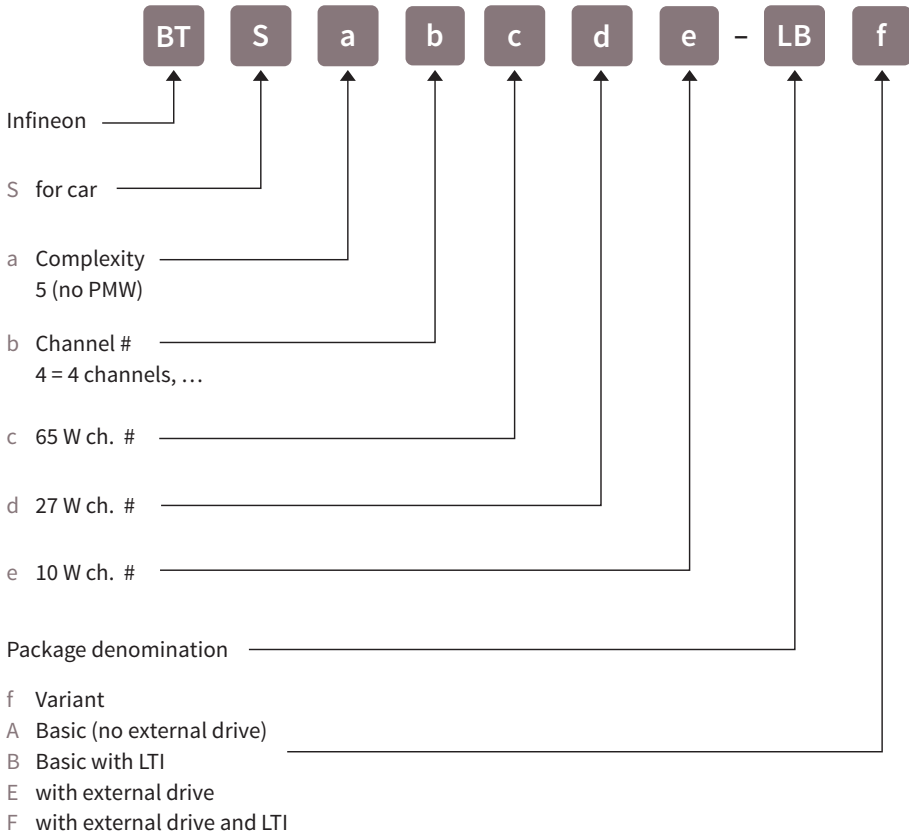 BT S a b c d e – LB f
Infineon
S for car
a Complexity
5 (no PMW)
b Channel #
4 = 4 channels, …
c 65 W ch. #
d 27 W ch. #
e 10 W ch. #
Package denomination
f Variant
A Basic (no external drive)
B Basic with LTI
E with external drive
F with external drive and LTI